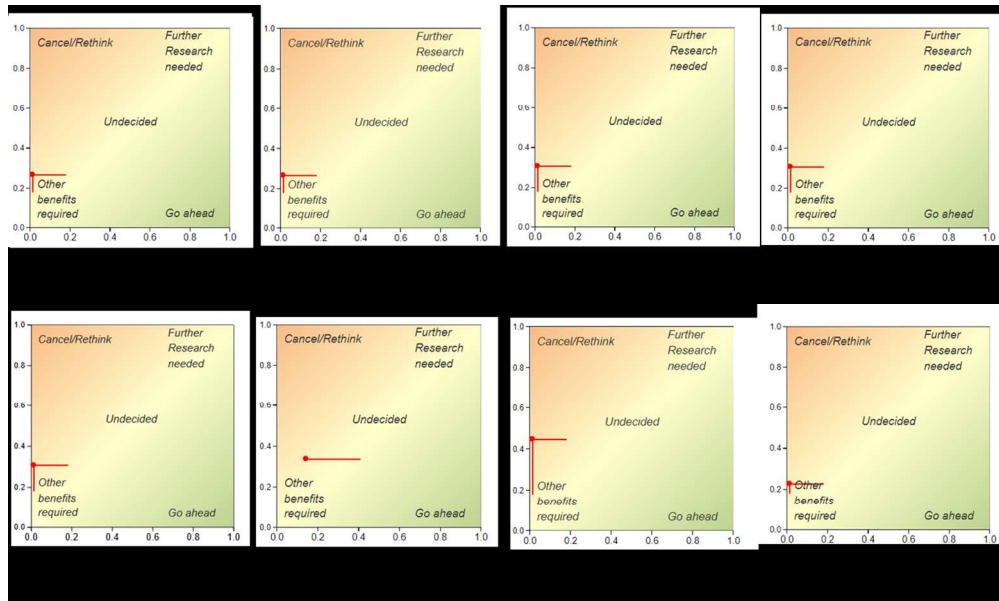 1.0
Cancel/Rethink
Further
Research
needed
0.8
0.6
Undecided
0.4
0.2
Other
benefits
required
Go ahead
0.0
0.0 0.2 0.4 0.6 0.8 1.0
1.0
Cancel/Rethink
Further
Research
needed
0.8
0.6
Undecided
0.4
0.2
Other
benefits
required
Go ahead
0.0
0.0 0.2 0.4 0.6 0.8 1.0
1.0
Cancel/Rethink
Further
Research
needed
0.8
0.6
Undecided
0.4
0.2
Other
benefits
required
Go ahead
0.0
0.0 0.2 0.4 0.6 0.8 1.0
1.0
Cancel/Rethink
Further
Research
needed
0.8
0.6
Undecided
0.4
0.2
Other
benefits
required
Go ahead
0.0
0.0 0.2 0.4 0.6 0.8 1.0
1.0
Cancel/Rethink
Further
Research
needed
0.8
0.6
Undecided
0.4
0.2
Other
benefits
required
Go ahead
0.0
0.0 0.2 0.4 0.6 0.8 1.0
1.0
Cancel/Rethink
Further
Research
needed
0.8
0.6
Undecided
0.4
0.2
Other
benefits
required
Go ahead
0.0
0.0 0.2 0.4 0.6 0.8 1.0
1.0
Cancel/Rethink
Further
Research
needed
0.8
0.6
Undecided
0.4
0.2
Other
benefits
required
Go ahead
0.0
0.0 0.2 0.4 0.6 0.8 1.0
1.0
Cancel/Rethink
Further
Research
needed
0.8
0.6
Undecided
0.4
0.2
Other
benefits
required
Go ahead
0.0
0.0 0.2 0.4 0.6 0.8 1.0